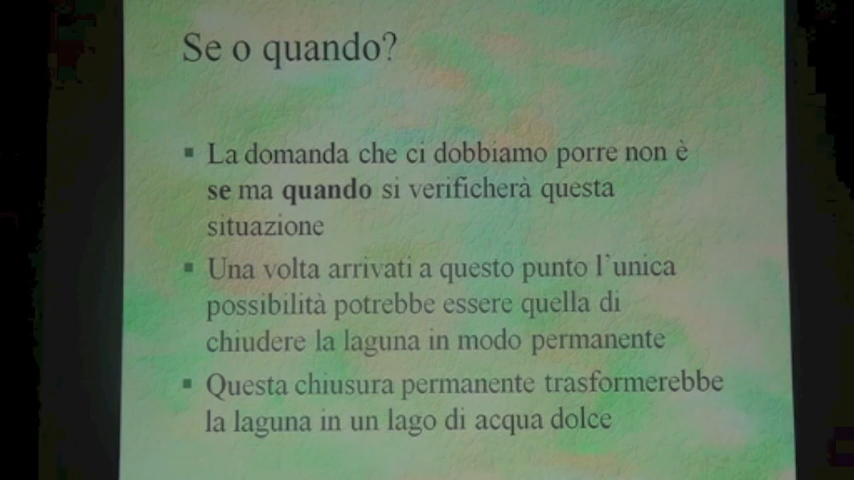 Se o quando?
La domanda che ci dobbiamo porre non è
se ma quando si verificherà questa
situazione
Una volta arrivati a questo punto l'unica
possibilità potrebbe essere quella di
chiudere la laguna in modo permanente
Questa chiusura permanente trasformerebbe
la laguna in un lago di acqua dolce